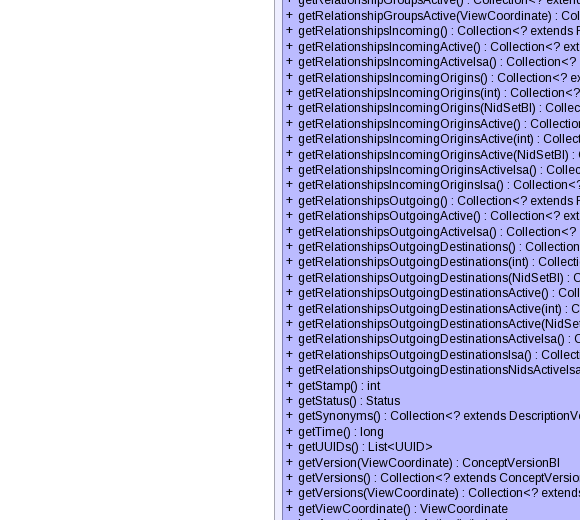 + getRelationshipGroupsActive() : Collection<? extend
+ getRelationshipGroupsActive(ViewCoordinate) : Col
+ getRelationshipsIncoming() : Collection<? extends R
+ getRelationshipsIncomingActive() : Collection<? ext
+ getRelationshipsIncomingActiveIsa() : Collection<?
+ getRelationshipsIncomingOrigins() : Collection<? ex
+ getRelationshipsIncomingOrigins(int) : Collection<?
+ getRelationshipsIncomingOrigins(NidSetBI) : Collec
+ getRelationshipsIncomingOriginsActive() : Collection
+ getRelationshipsIncomingOriginsActive(int) : Collect
+ getRelationshipsIncomingOriginsActive(NidSetBI) : 
+ getRelationshipsIncomingOriginsActiveIsa() : Collec
+ getRelationshipsIncomingOriginsIsa() : Collection<?
+ getRelationshipsOutgoing() : Collection<? extends R
+ getRelationshipsOutgoingActive() : Collection<? ext
+ getRelationshipsOutgoingActiveIsa() : Collection<?
+ getRelationshipsOutgoingDestinations() : Collection
+ getRelationshipsOutgoingDestinations(int) : Collecti
+ getRelationshipsOutgoingDestinations(NidSetBI) : C
+ getRelationshipsOutgoingDestinationsActive() : Coll
+ getRelationshipsOutgoingDestinationsActive(int) : C
+ getRelationshipsOutgoingDestinationsActive(NidSet
+ getRelationshipsOutgoingDestinationsActiveIsa() : C
+ getRelationshipsOutgoingDestinationsIsa() : Collect
+ getRelationshipsOutgoingDestinationsNidsActiveIsa
+ getStamp() : int
+ getStatus() : Status
+ getSynonyms() : Collection<? extends DescriptionVe
+ getTime() : long
+ getUUIDs() : List<UUID>
+ getVersion(ViewCoordinate) : ConceptVersionBI
+ getVersions() : Collection<? extends ConceptVersion
+ getVersions(ViewCoordinate) : Collection<? extends
+ getViewCoordinate() : ViewCoordinate